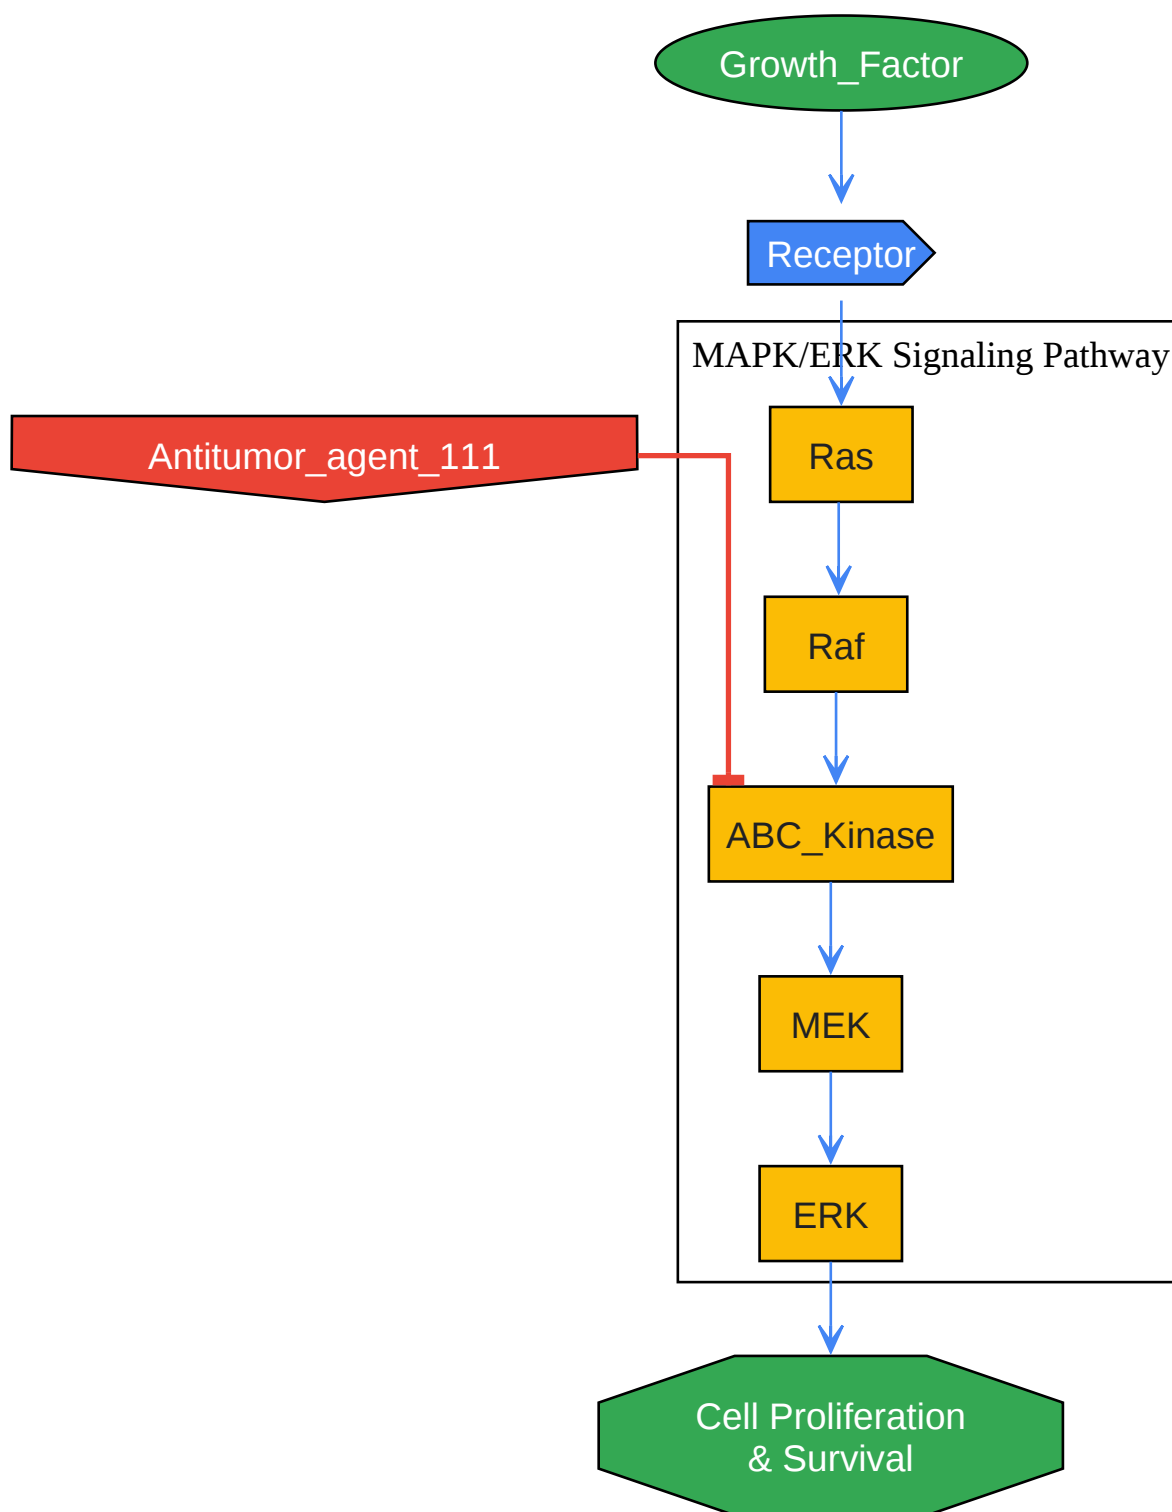 Growth_Factor
Receptor
MAPK/ERK Signaling Pathway
Antitumor_agent_111
Ras
Raf
ABC_Kinase
MEK
ERK
Cell Proliferation
& Survival